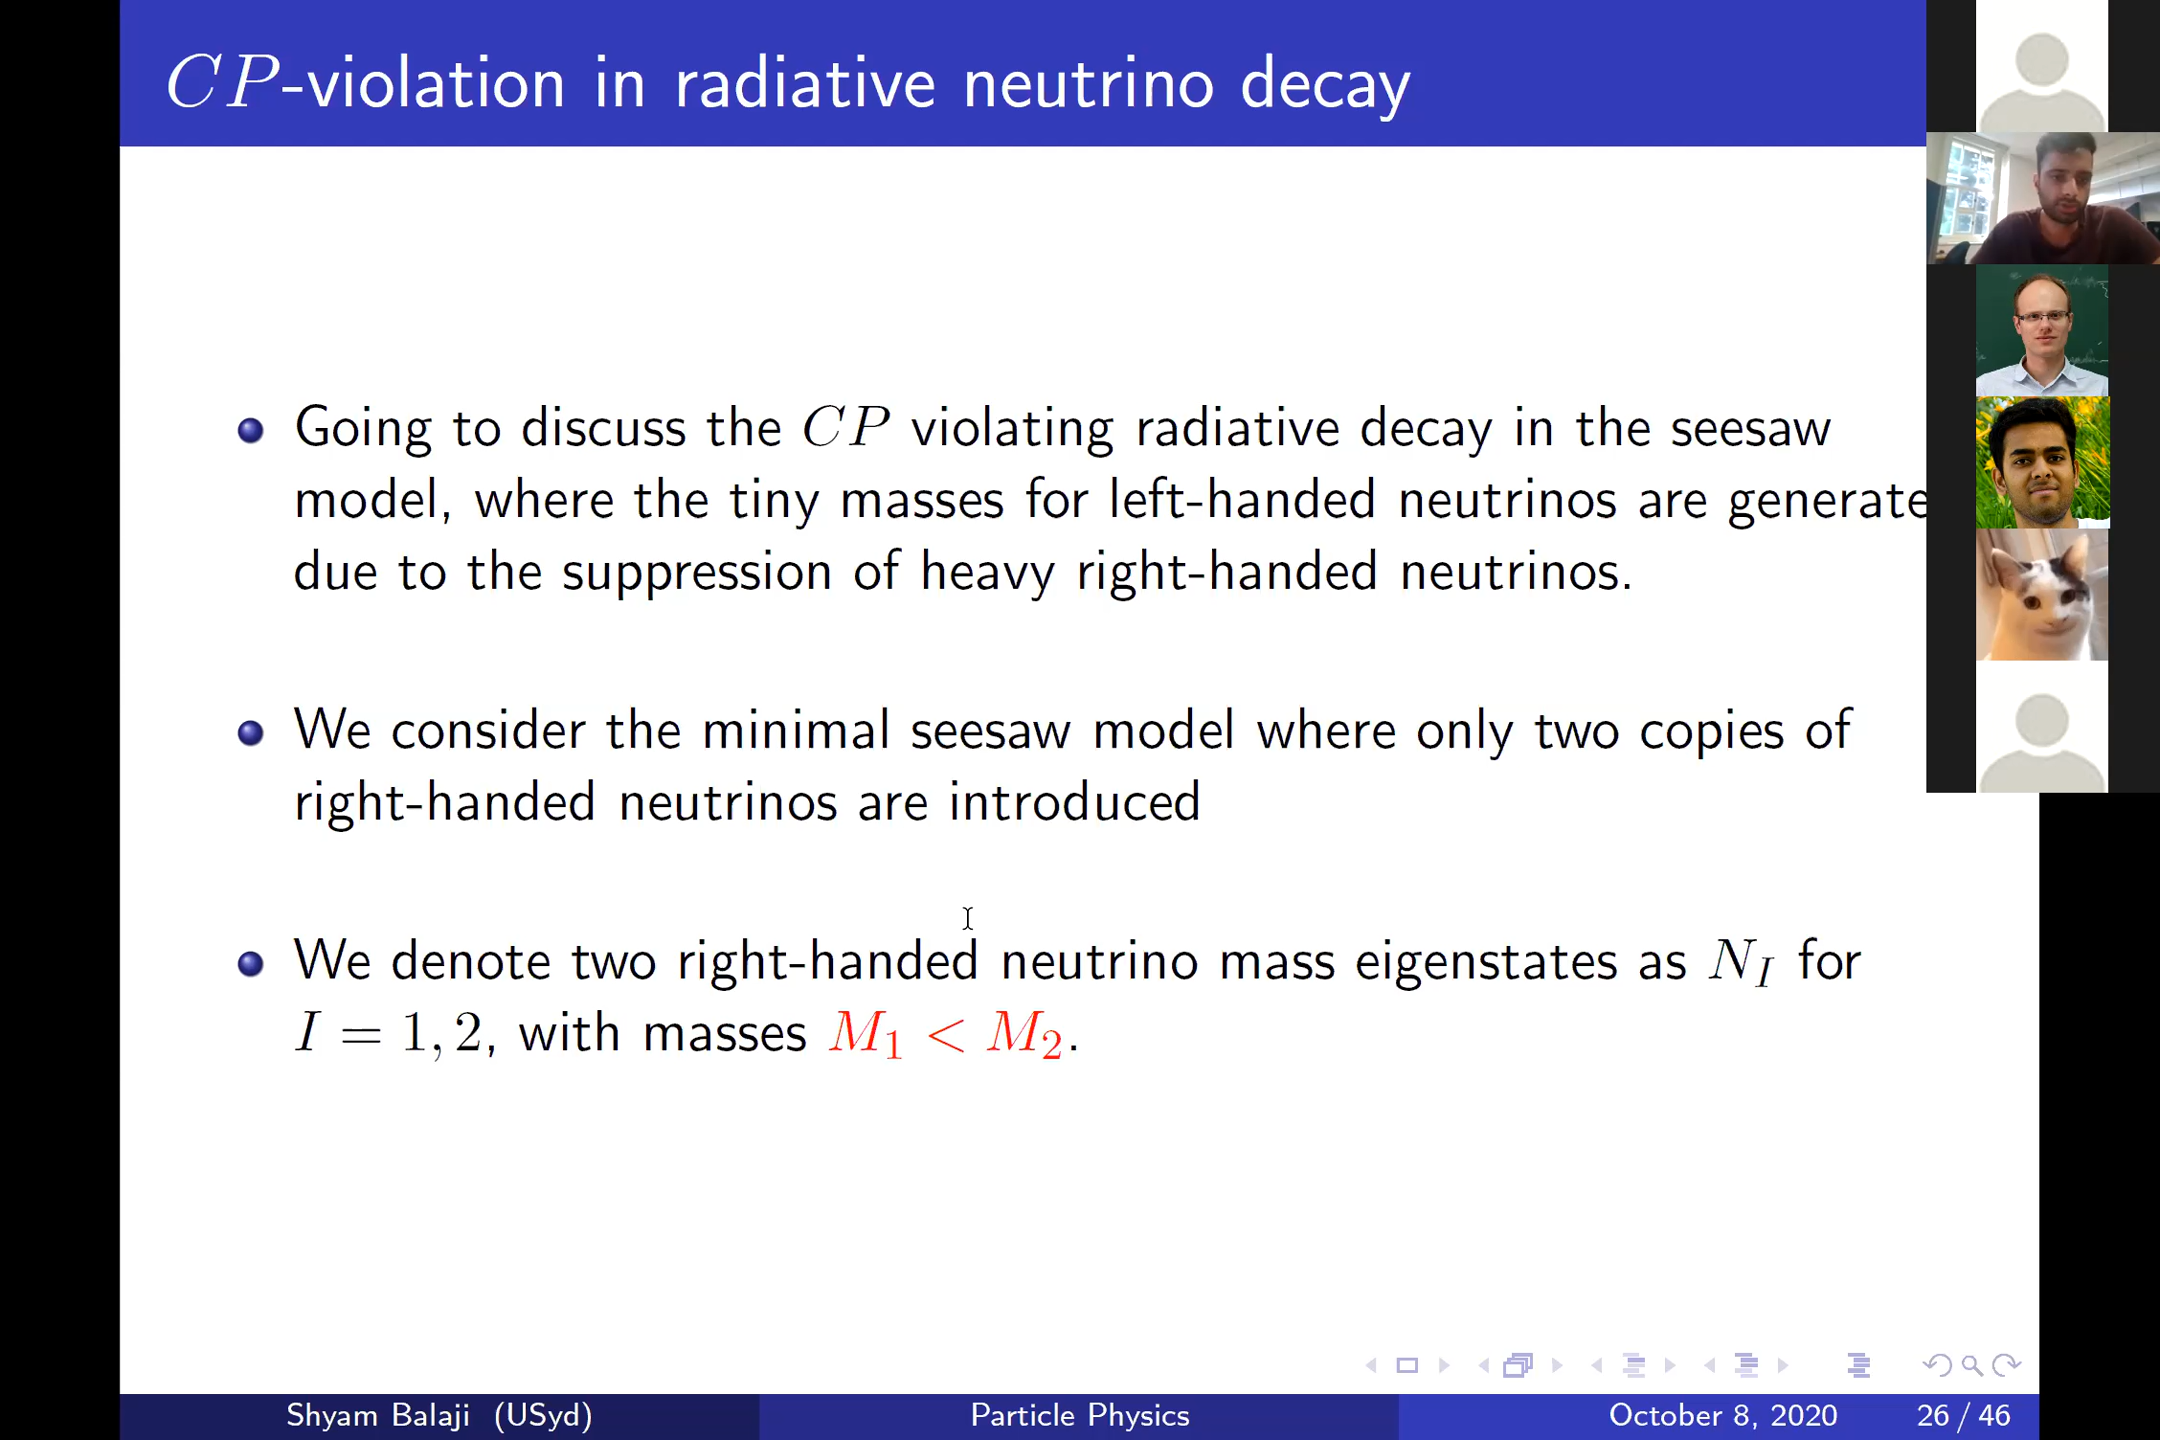 CP-violation in radiative neutrino decay
Going to discuss the CP violating radiative decay in the seesaw
model, where the tiny masses for left-handed neutrinos are generate
due to the suppression of heavy right-handed neutrinos.
We consider the minimal seesaw model where only two copies of
right-handed neutrinos are introduced
We denote two right-handed neutrino mass eigenstates as N_I for
I = 1, 2, with masses M_1 < M_2.
Shyam Balaji (USyd) Particle Physics October 8, 2020 26 / 46